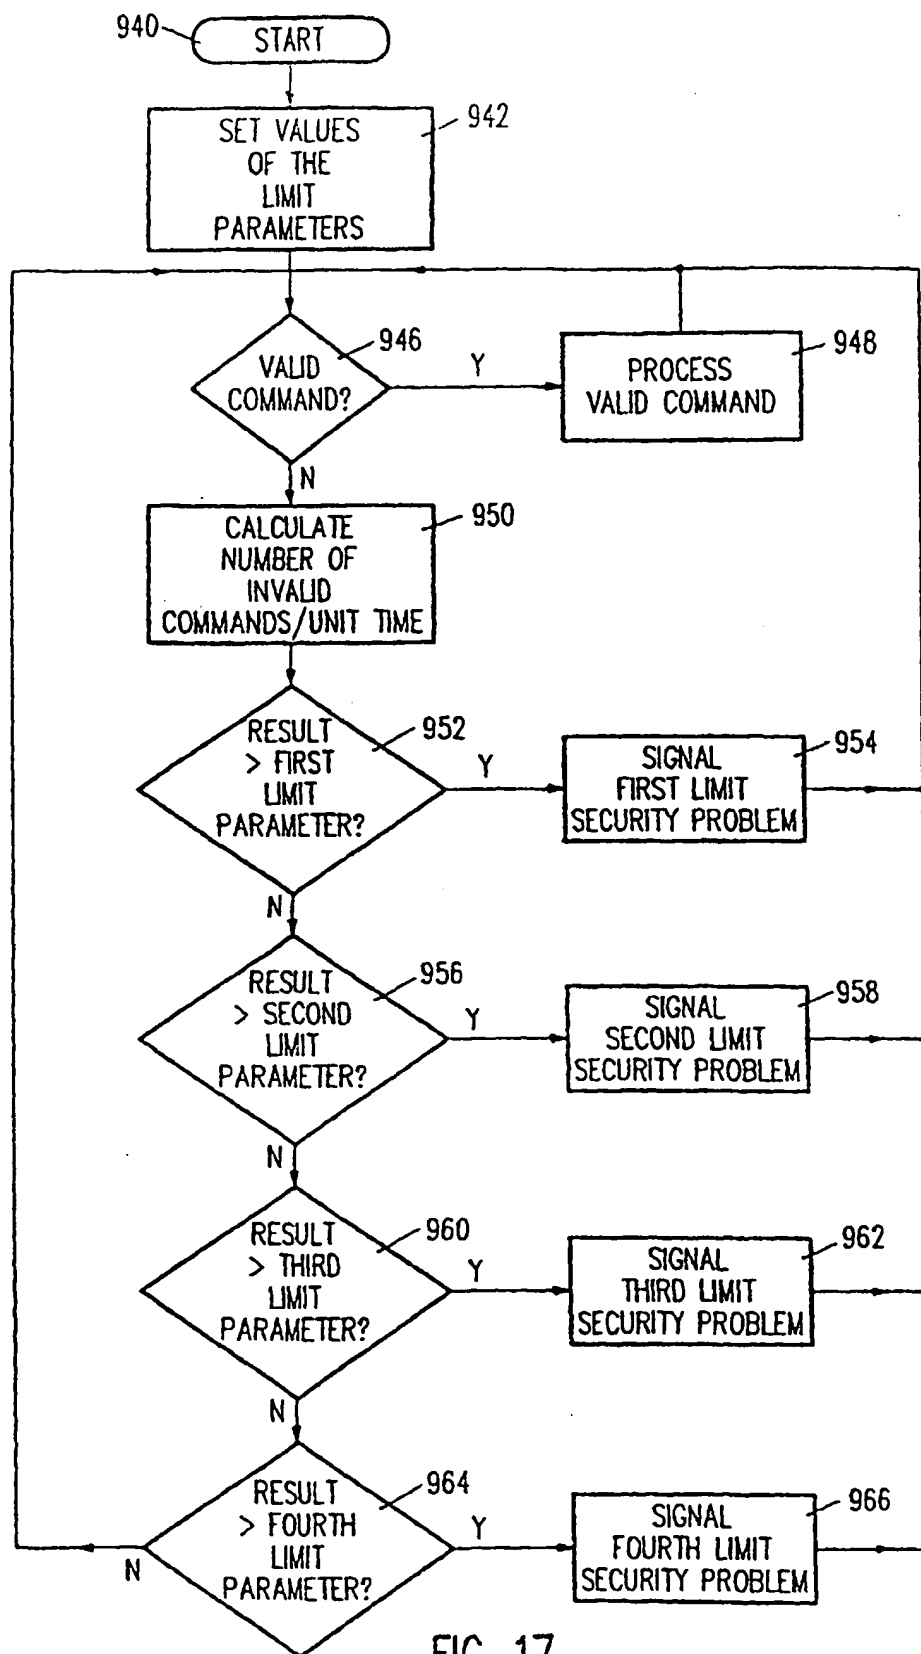 940
START
942
SET VALUES
OF THE
LIMIT
PARAMETERS
946
VALID
COMMAND?
Y
948
PROCESS
VALID COMMAND
N
950
CALCULATE
NUMBER OF
INVALID
COMMANDS/UNIT TIME
952
RESULT
> FIRST
LIMIT
PARAMETER?
Y
954
SIGNAL
FIRST LIMIT
SECURITY PROBLEM
N
956
RESULT
> SECOND
LIMIT
PARAMETER?
Y
958
SIGNAL
SECOND LIMIT
SECURITY PROBLEM
N
960
RESULT
> THIRD
LIMIT
PARAMETER?
Y
962
SIGNAL
THIRD LIMIT
SECURITY PROBLEM
N
964
RESULT
> FOURTH
LIMIT
PARAMETER?
Y
966
SIGNAL
FOURTH LIMIT
SECURITY PROBLEM
N
FIG. 17